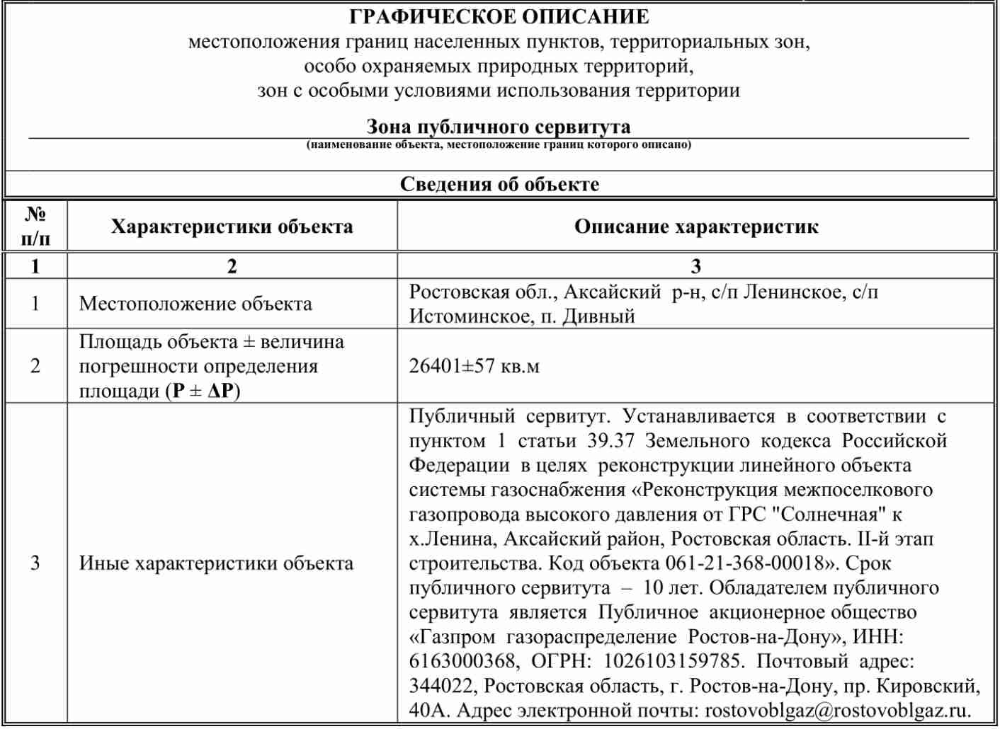 ГРАФИЧЕСКОЕ ОПИСАНИЕ
местоположения границ населенных пунктов, территориальных зон,
особо охраняемых природных территорий,
зон с особыми условиями использования территории
Зона публичного сервитута
(наименование объекта, местоположение границ которого описано)
Сведения об объекте
№ п/п
Характеристики объекта
Описание характеристик
1
2
3
1
Местоположение объекта
Ростовская обл., Аксайский р-н, с/п Ленинское, с/п
Истоминское, п. Дивный
2
Площадь объекта ± величина
погрешности определения
площади (P ± ΔP)
26401±57 кв.м
3
Иные характеристики объекта
Публичный сервитут. Устанавливается в соответствии с
пунктом 1 статьи 39.37 Земельного кодекса Российской
Федерации в целях реконструкции линейного объекта
системы газоснабжения «Реконструкция межпоселкового
газопровода высокого давления от ГРС "Солнечная" к
х.Ленина, Аксайский район, Ростовская область. II-й этап
строительства. Код объекта 061-21-368-00018». Срок
публичного сервитута – 10 лет. Обладателем публичного
сервитута является Публичное акционерное общество
«Газпром газораспределение Ростов-на-Дону», ИНН:
6163000368, ОГРН: 1026103159785. Почтовый адрес:
344022, Ростовская область, г. Ростов-на-Дону, пр. Кировский,
40А. Адрес электронной почты: rostovoblgaz@rostovoblgaz.ru.